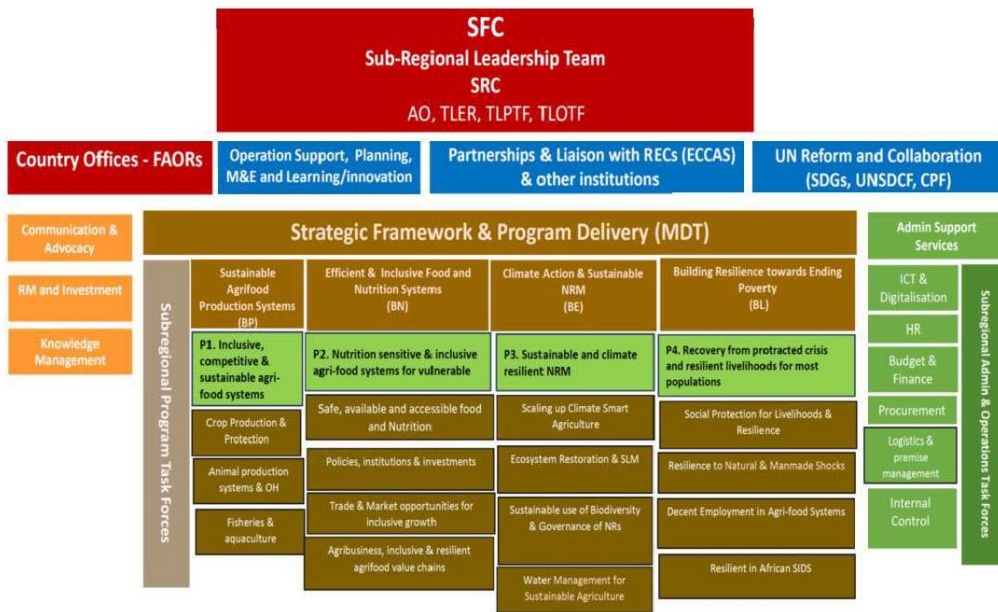 SFC
Sub-Regional Leadership Team
SRC
AO, TLER, TLPTF, TLOTF
Country Offices - FAORs
Operation Support, Planning,
M&E and Learning/innovation
Partnerships & Liaison with RECs (ECCAS)
& other institutions
UN Reform and Collaboration
(SDGs, UNSDCF, CPF)
Communication &
Advocacy
RM and Investment
Knowledge
Management
Strategic Framework & Program Delivery (MDT)
Subregional Program Task Forces
Sustainable
Agrifood
Production Systems
(BP)
P1. Inclusive,
competitive &
sustainable agri-
food systems
Crop Production &
Protection
Animal production
systems & OH
Fisheries &
aquaculture
Efficient & Inclusive Food and
Nutrition Systems
(BN)
P2. Nutrition sensitive & inclusive
agri-food systems for vulnerable
Safe, available and accessible food
and Nutrition
Policies, institutions & investments
Trade & Market opportunities for
inclusive growth
Agribusiness, inclusive & resilient
agrifood value chains
Climate Action & Sustainable
NRM
(BE)
P3. Sustainable and climate
resilient NRM
Scaling up Climate Smart
Agriculture
Ecosystem Restoration & SLM
Sustainable use of Biodiversity
& Governance of NRs
Water Management for
Sustainable Agriculture
Building Resilience towards Ending
Poverty
(BL)
P4. Recovery from protracted crisis
and resilient livelihoods for most
populations
Social Protection for Livelihoods &
Resilience
Resilience to Natural & Manmade Shocks
Decent Employment in Agri-food Systems
Resilient in African SIDS
Admin Support
Services
ICT &
Digitalisation
HR
Budget &
Finance
Procurement
Logistics &
premise
management
Internal
Control
Subregional Admin & Operations Task Forces